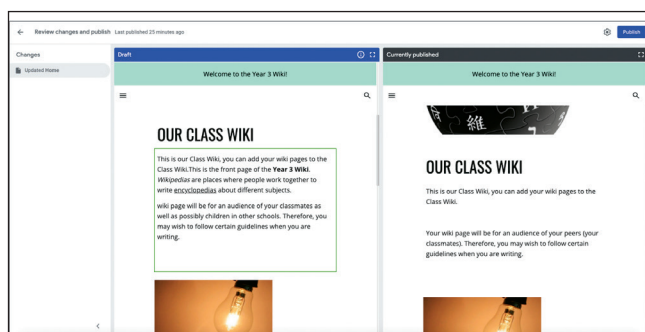 Review changes and publish Last published 23 minutes ago
Publish
Changes
Updated Home
Draft
Welcome to the Year 3 Wiki!
OUR CLASS WIKI
This is our Class Wiki, you can add your wiki pages to the
Class Wiki.This is the front page of the Year 3 Wiki.
Wikipedias are places where people work together to
write encyclopedias about different subjects.
wiki page will be for an audience of your classmates as
well as possibly children in other schools. Therefore, you
may wish to follow certain guidelines when you are
writing.
Currently published
Welcome to the Year 3 Wiki!
維
OUR CLASS WIKI
This is our Class Wiki, you can add your wiki pages to the
Class Wiki.
Your wiki page will be for an audience of your peers (your
classmates). Therefore, you may wish to follow certain
guidelines when you are writing.